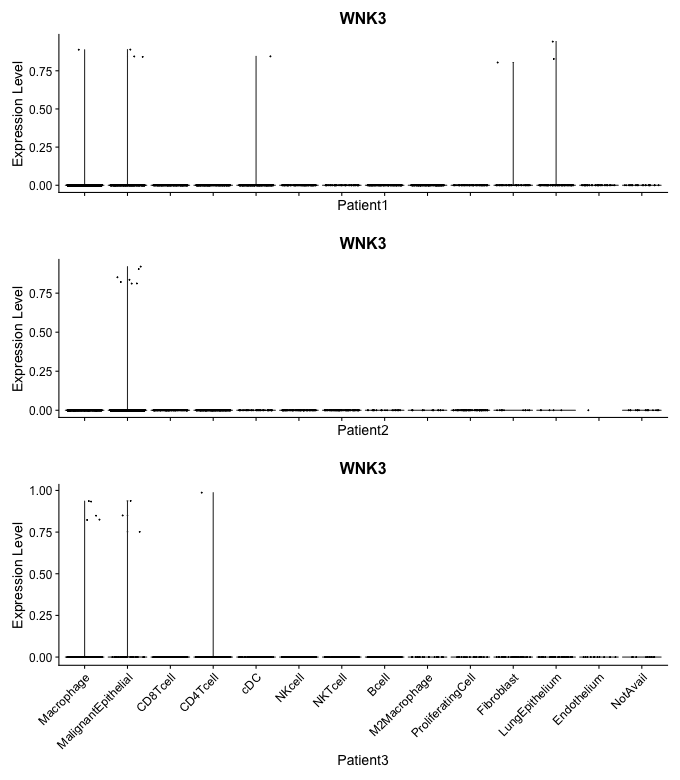 WNK3
Expression Level
0.75
0.50
0.25
0.00
Patient1
WNK3
Expression Level
0.75
0.50
0.25
0.00
Patient2
WNK3
Expression Level
1.00
0.75
0.50
0.25
0.00
Macrophage
MalignantEpithelial
CD8Tcell
CD4Tcell
cDC
NKcell
NKTcell
Bcell
M2Macrophage
ProliferatingCell
Fibroblast
LungEpithelium
Endothelium
NotAvail
Patient3